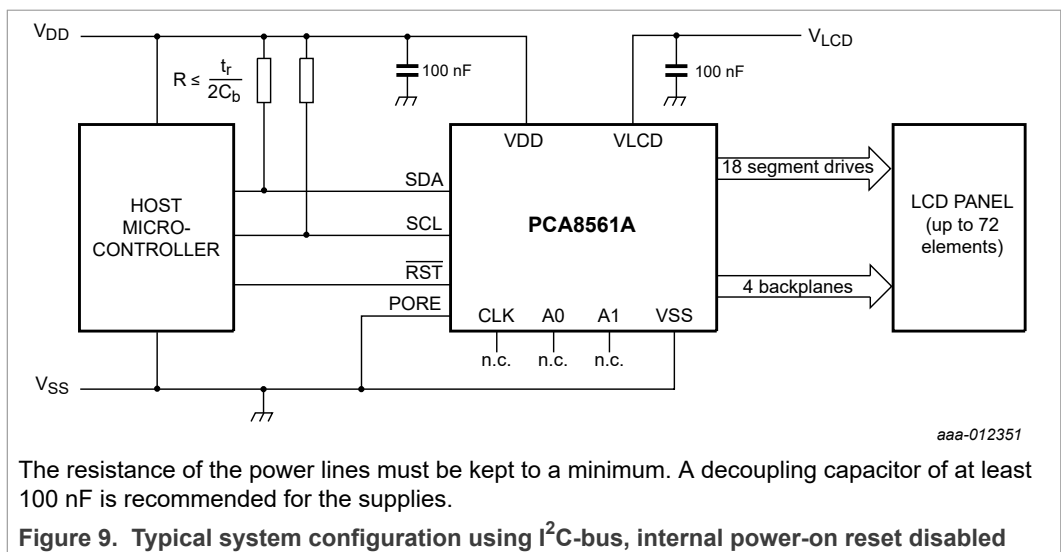 VDD
VLCD
R ≤ tr
2Cb
100 nF
100 nF
VDD
VLCD
SDA
SCL
RST
PORE
HOST
MICRO-
CONTROLLER
PCA8561A
18 segment drives
4 backplanes
LCD PANEL
(up to 72
elements)
CLK
A0
A1
VSS
n.c.
n.c.
n.c.
VSS
aaa-012351
The resistance of the power lines must be kept to a minimum. A decoupling capacitor of at least
100 nF is recommended for the supplies.
Figure 9. Typical system configuration using I²C-bus, internal power-on reset disabled